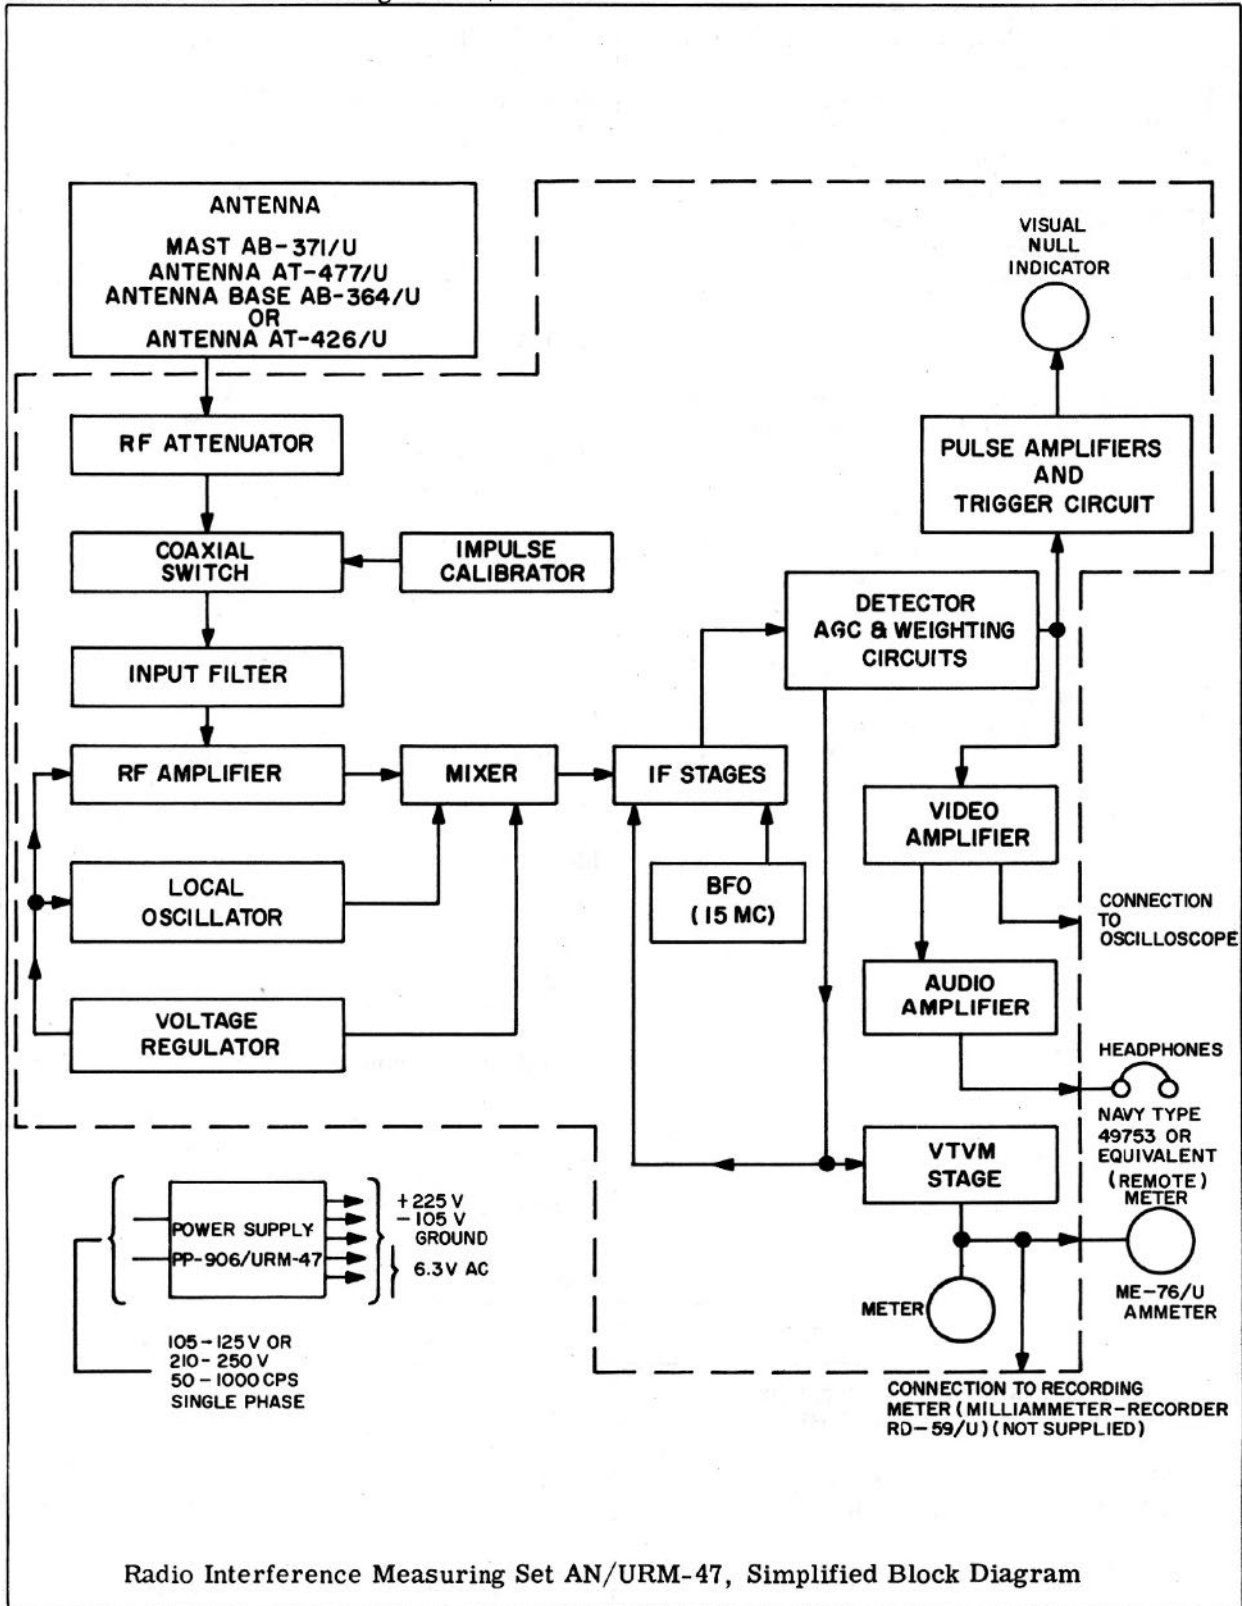 ANTENNA
MAST AB-371/U
ANTENNA AT-477/U
ANTENNA BASE AB-364/U
OR
ANTENNA AT-426/U
VISUAL
NULL
INDICATOR
RF ATTENUATOR
PULSE AMPLIFIERS
AND
TRIGGER CIRCUIT
COAXIAL
SWITCH
IMPULSE
CALIBRATOR
DETECTOR
AGC & WEIGHTING
CIRCUITS
INPUT FILTER
RF AMPLIFIER
MIXER
IF STAGES
VIDEO
AMPLIFIER
LOCAL
OSCILLATOR
BFO
(15 MC)
CONNECTION
TO
OSCILLOSCOPE
AUDIO
AMPLIFIER
VOLTAGE
REGULATOR
HEADPHONES
NAVY TYPE
49753 OR
EQUIVALENT
(REMOTE)
METER
VTVM
STAGE
POWER SUPPLY
PP-906/URM-47
+225 V
-105 V
GROUND
6.3V AC
METER
ME-76/U
AMMETER
105-125V OR
210-250 V
50-1000 CPS
SINGLE PHASE
CONNECTION TO RECORDING
METER (MILLIAMMETER-RECORDER
RD-59/U) (NOT SUPPLIED)
Radio Interference Measuring Set AN/URM-47, Simplified Block Diagram